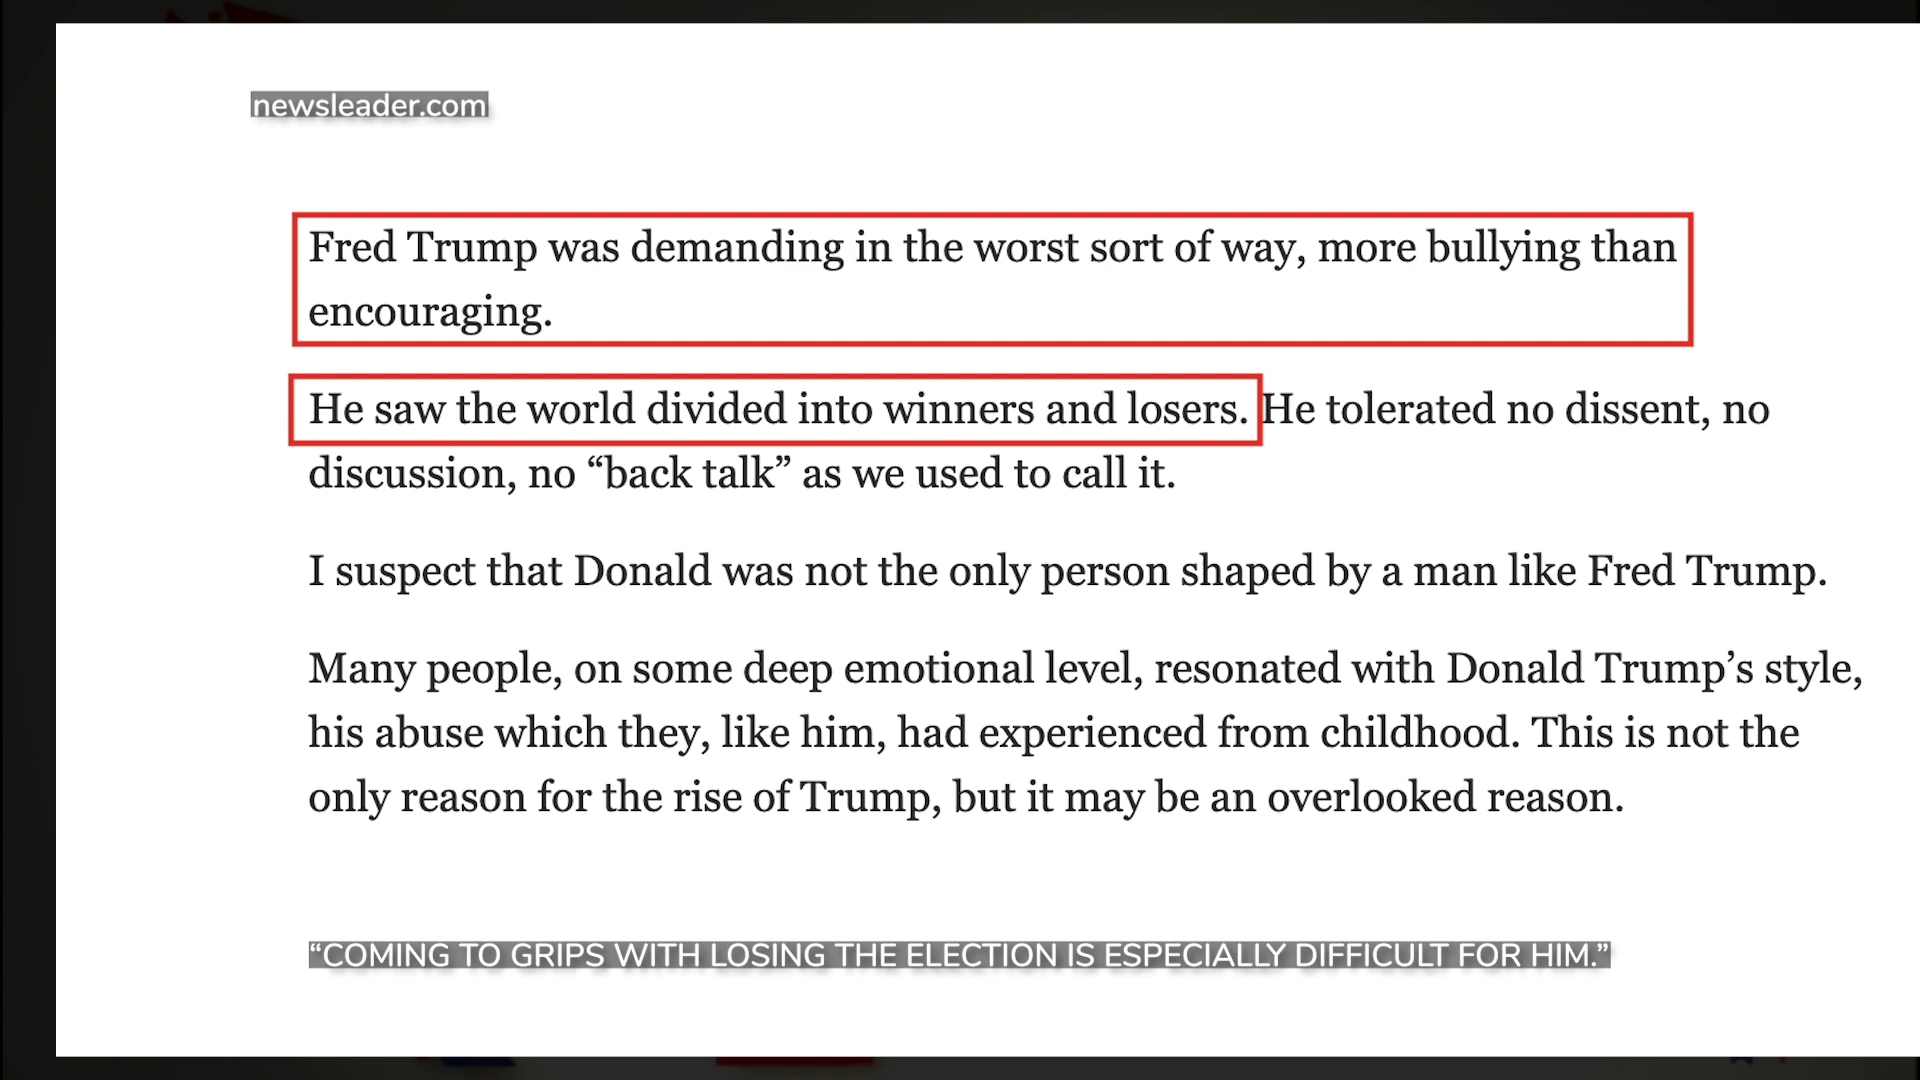 newsleader.com
Fred Trump was demanding in the worst sort of way, more bullying than
encouraging.
He saw the world divided into winners and losers. He tolerated no dissent, no
discussion, no “back talk” as we used to call it.
I suspect that Donald was not the only person shaped by a man like Fred Trump.
Many people, on some deep emotional level, resonated with Donald Trump’s style,
his abuse which they, like him, had experienced from childhood. This is not the
only reason for the rise of Trump, but it may be an overlooked reason.
“COMING TO GRIPS WITH LOSING THE ELECTION IS ESPECIALLY DIFFICULT FOR HIM.”